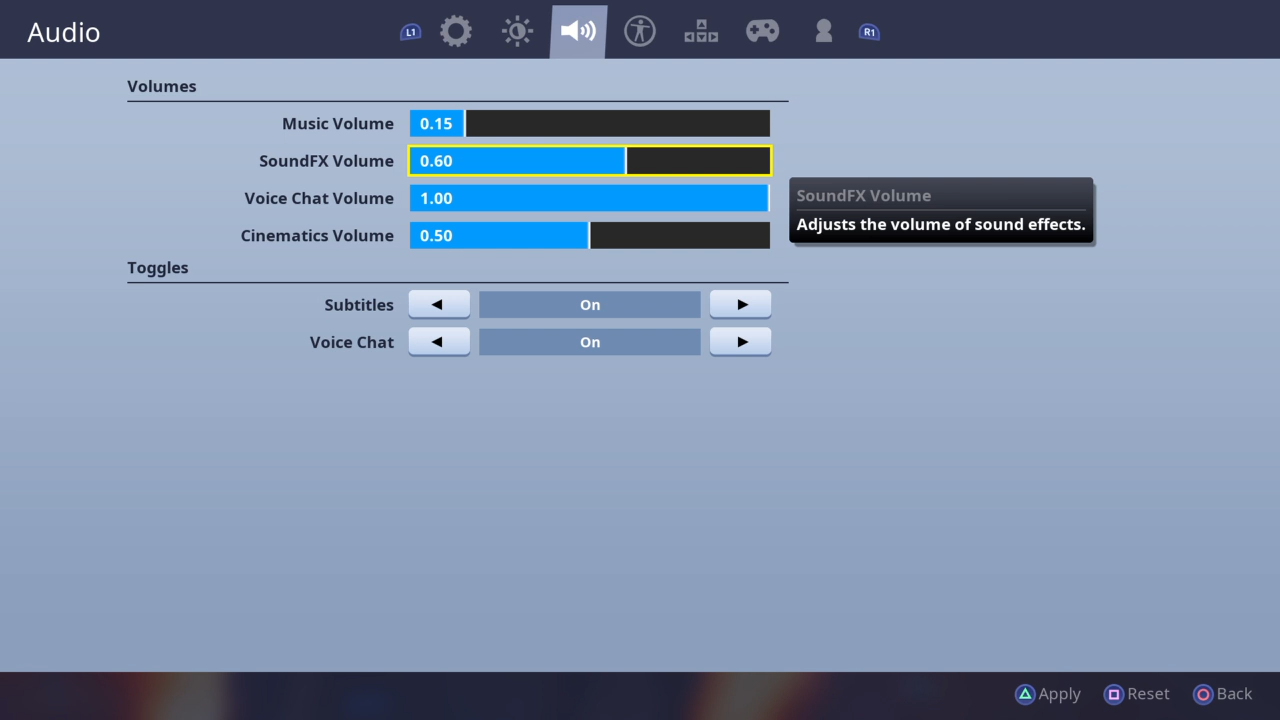 Audio
L1
R1
Volumes
Music Volume 0.15
SoundFX Volume 0.60
Voice Chat Volume 1.00
Cinematics Volume 0.50
SoundFX Volume
Adjusts the volume of sound effects.
Toggles
Subtitles On
Voice Chat On
Apply Reset Back